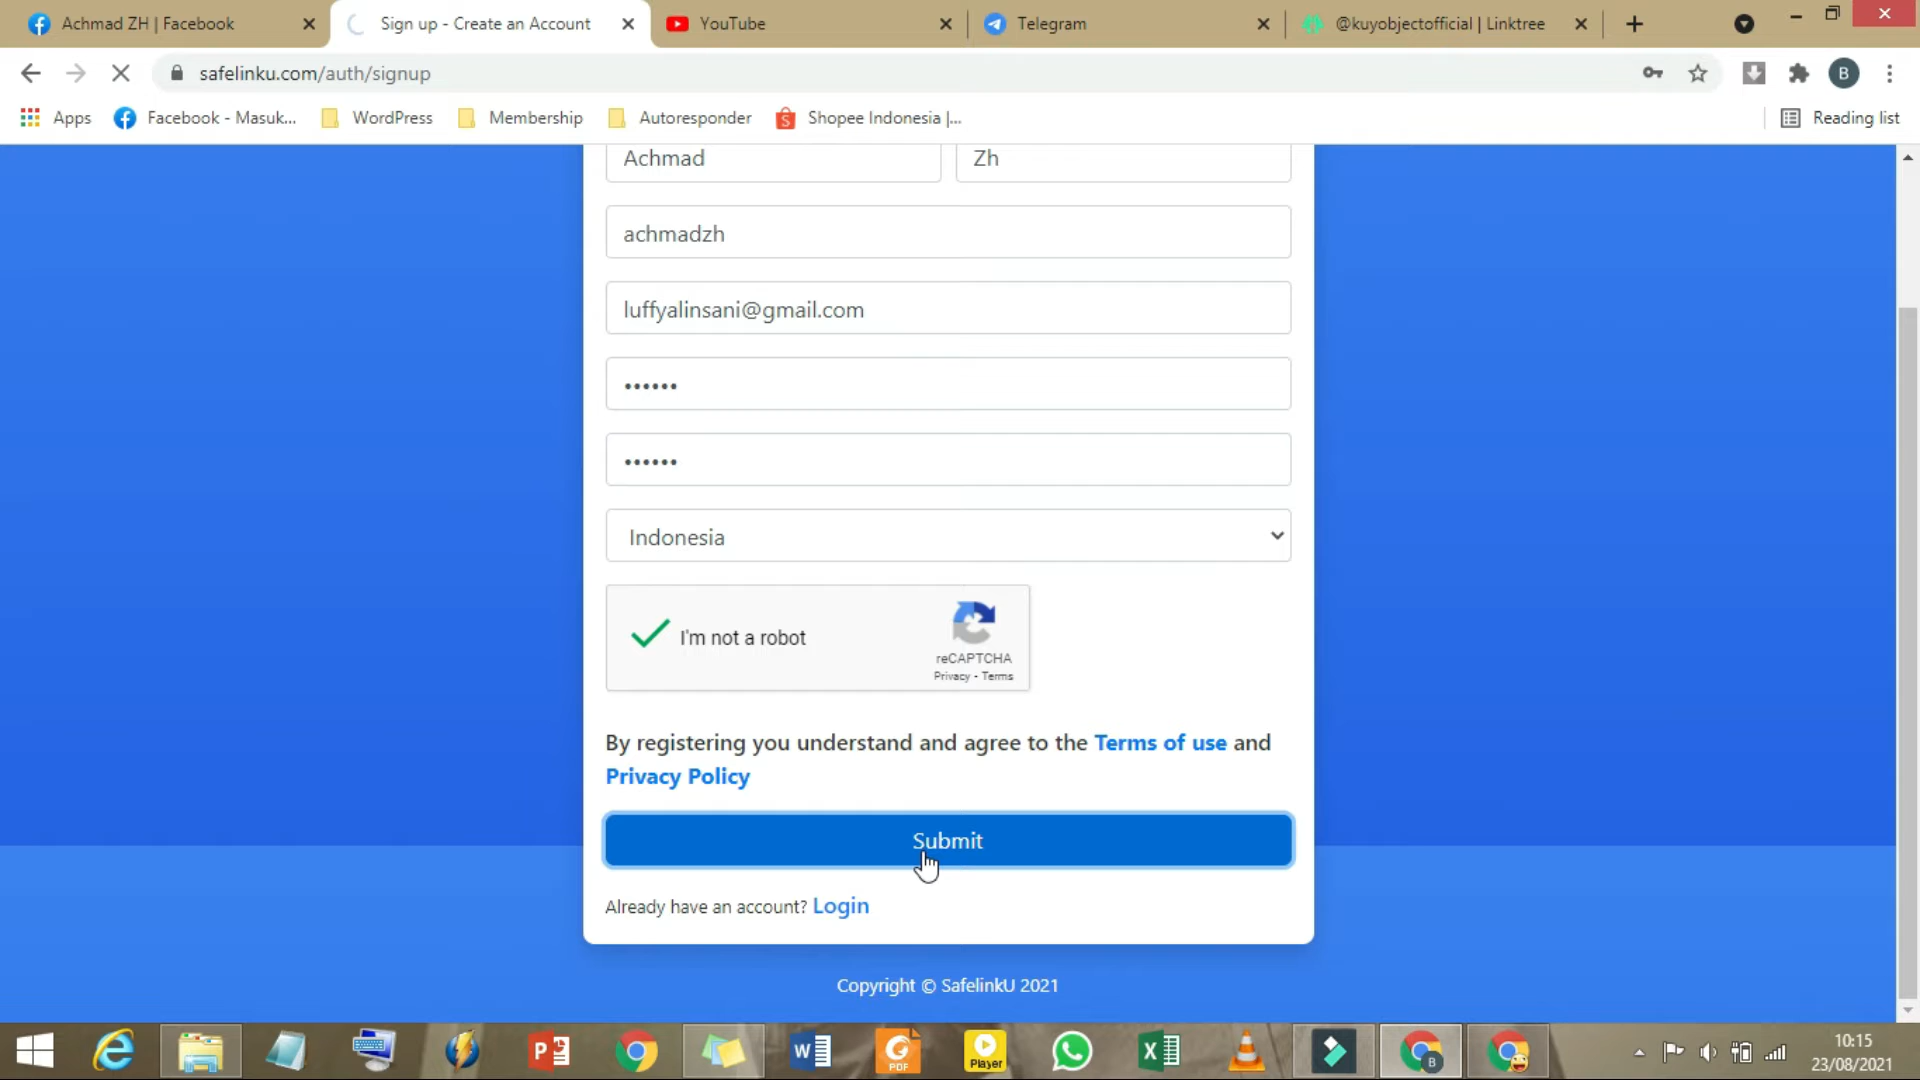 Achmad ZH | Facebook
Sign up - Create an Account
YouTube
Telegram
@kuyobjectofficial | Linktree
safelinku.com/auth/signup
B
Apps
Facebook - Masuk...
WordPress
Membership
Autoresponder
Shopee Indonesia |...
Reading list
Achmad
Zh
achmadzh
luffyalinsani@gmail.com
••••••
••••••
Indonesia
I'm not a robot
reCAPTCHA
Privacy - Terms
By registering you understand and agree to the Terms of use and
Privacy Policy
Submit
Already have an account? Login
Copyright © SafelinkU 2021
PDF
Player
B
10:15
23/08/2021